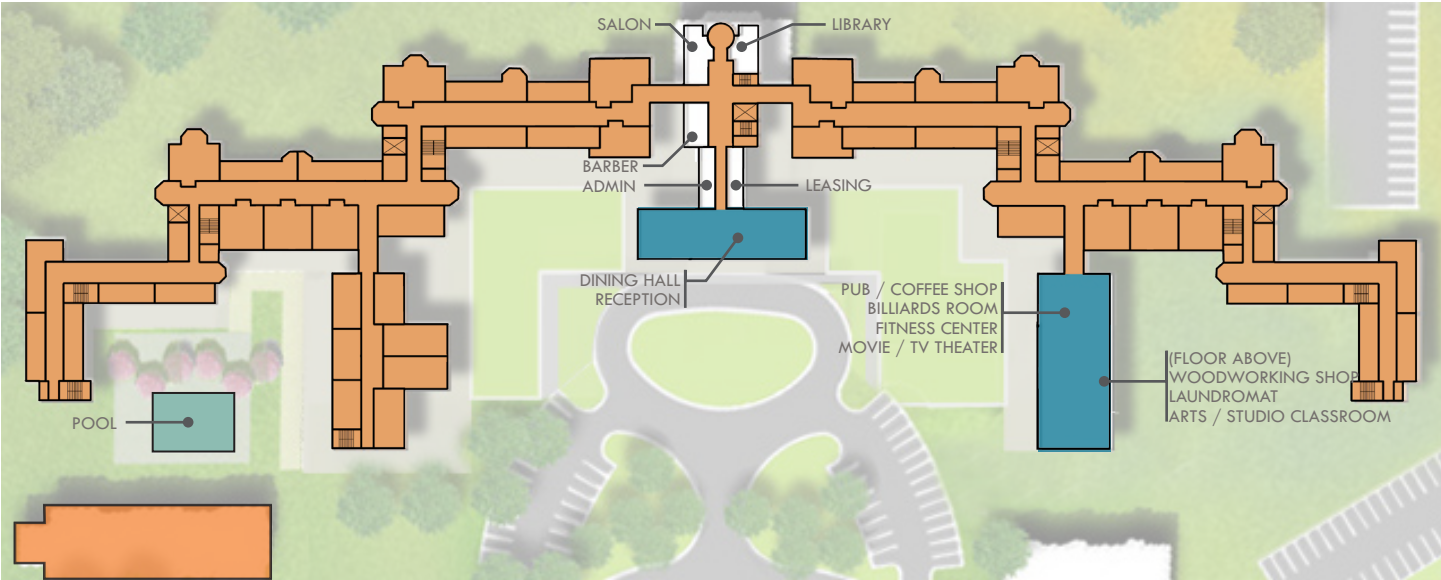 SALON
LIBRARY
BARBER
ADMIN
LEASING
DINING HALL
RECEPTION
PUB / COFFEE SHOP
BILLIARDS ROOM
FITNESS CENTER
MOVIE / TV THEATER
(FLOOR ABOVE)
WOODWORKING SHOP
LAUNDROMAT
ARTS / STUDIO CLASSROOM
POOL